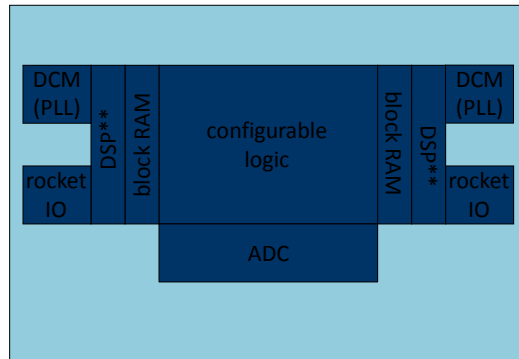 DCM
(PLL)
rocket
IO
DSP**
block RAM
configurable
logic
ADC
block RAM
DSP**
DCM
(PLL)
rocket
IO